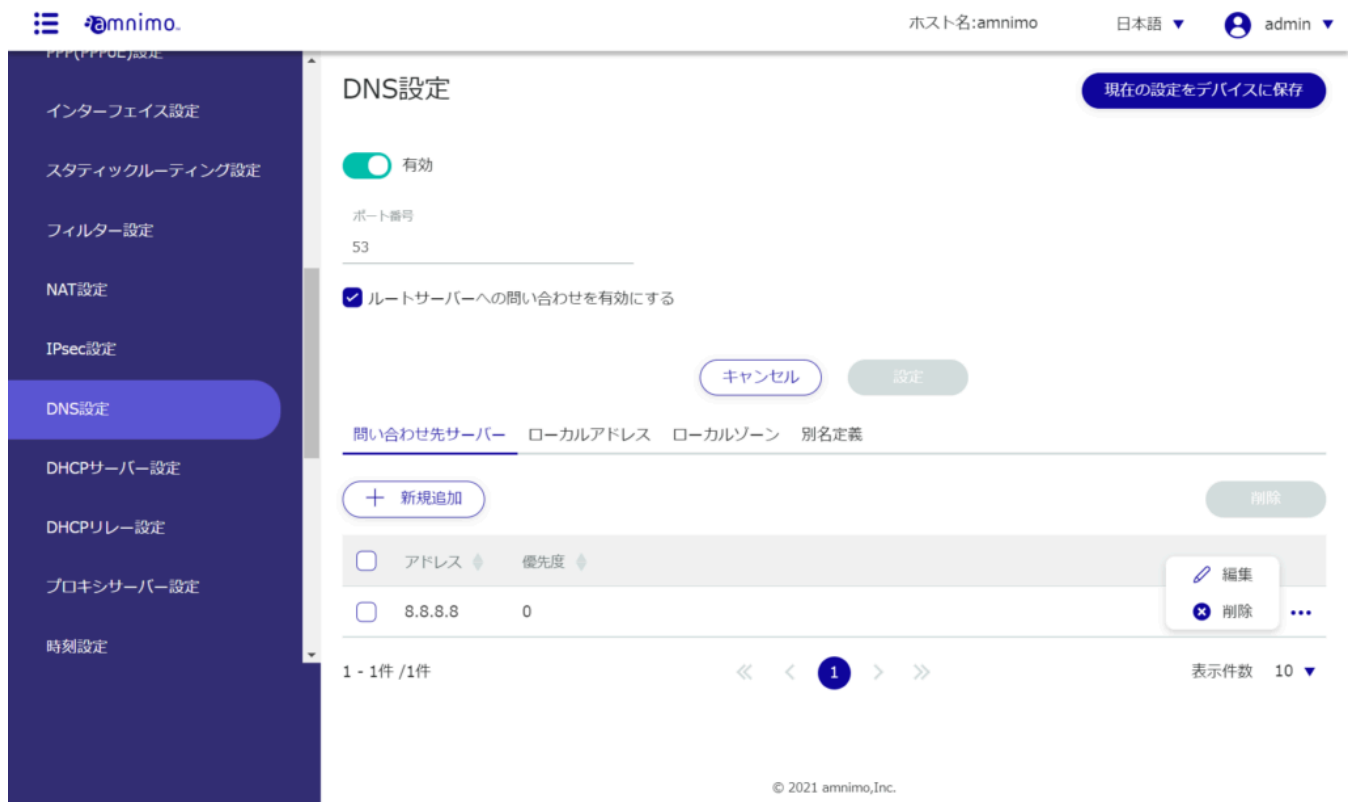 amnimo™
ホスト名:amnimo
日本語 ▼
admin ▼
PPP(PPPoE)設定
インターフェイス設定
スタティックルーティング設定
フィルター設定
NAT設定
IPsec設定
DNS設定
DHCPサーバー設定
DHCPリレー設定
プロキシサーバー設定
時刻設定
DNS設定
現在の設定をデバイスに保存
有効
ポート番号
53
ルートサーバーへの問い合わせを有効にする
キャンセル
設定
問い合わせ先サーバー ローカルアドレス ローカルゾーン 別名定義
+ 新規追加
削除
アドレス 優先度
編集
8.8.8.8 0
削除
1 - 1件 /1件
« < 1 > »
表示件数 10 ▼
© 2021 amnimo,Inc.